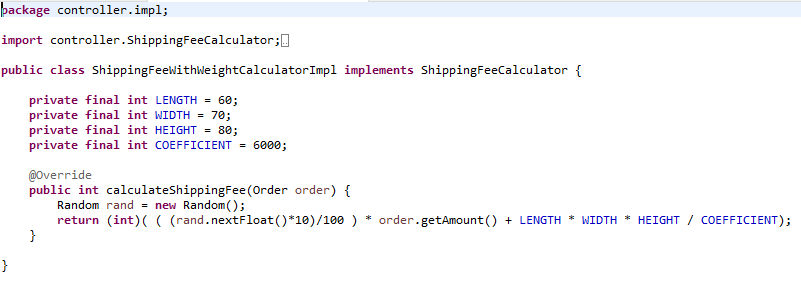 package controller.impl;
import controller.ShippingFeeCalculator;
public class ShippingFeeWithWeightCalculatorImpl implements ShippingFeeCalculator {
private final int LENGTH = 60;
private final int WIDTH = 70;
private final int HEIGHT = 80;
private final int COEFFICIENT = 6000;
@Override
public int calculateShippingFee(Order order) {
Random rand = new Random();
return (int)( ( (rand.nextFloat()*10)/100 ) * order.getAmount() + LENGTH * WIDTH * HEIGHT / COEFFICIENT);
}
}